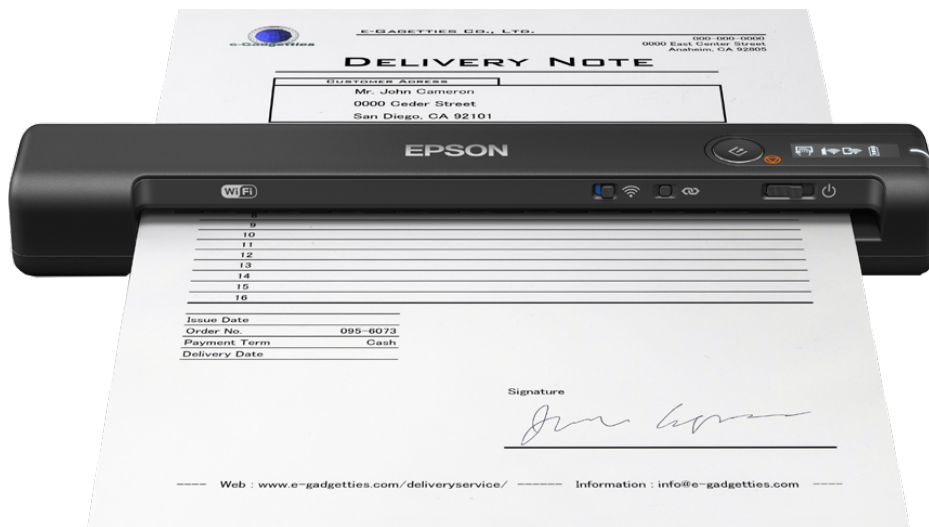 e-Gadgetties
E-GAGETTIES CO., LTD.
000-000-0000
0000 East Center Street
Anaheim, CA 92805
DELIVERY NOTE
CUSTOMER ADRESS
Mr. John Cameron
0000 Ceder Street
San Diego, CA 92101
EPSON
WiFi
8
9
10
11
12
13
14
15
16
Issue Date
Order No. 095-6073
Payment Term Cash
Delivery Date
Signature
Web : www.e-gadgetties.com/deliveryservice/ Information : info@e-gadgetties.com